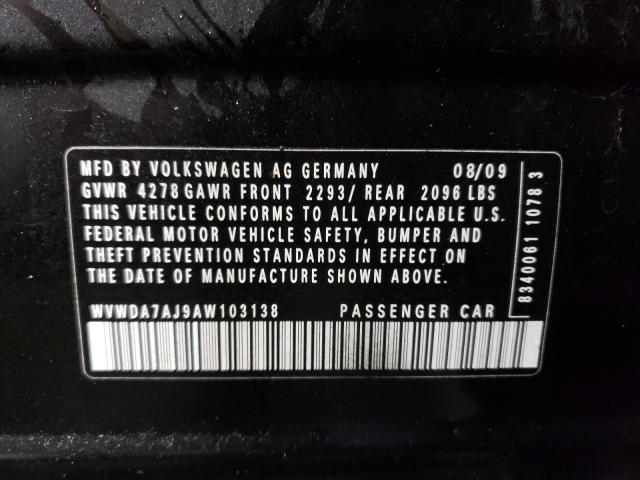 MFD BY VOLKSWAGEN AG GERMANY 08/09
GVWR 4278 GAWR FRONT 2293/ REAR 2096 LBS
THIS VEHICLE CONFORMS TO ALL APPLICABLE U.S.
FEDERAL MOTOR VEHICLE SAFETY, BUMPER AND
THEFT PREVENTION STANDARDS IN EFFECT ON
THE DATE OF MANUFACTURE SHOWN ABOVE.
WVWDA7AJ9AW103138 PASSENGER CAR
8340061 1078 3